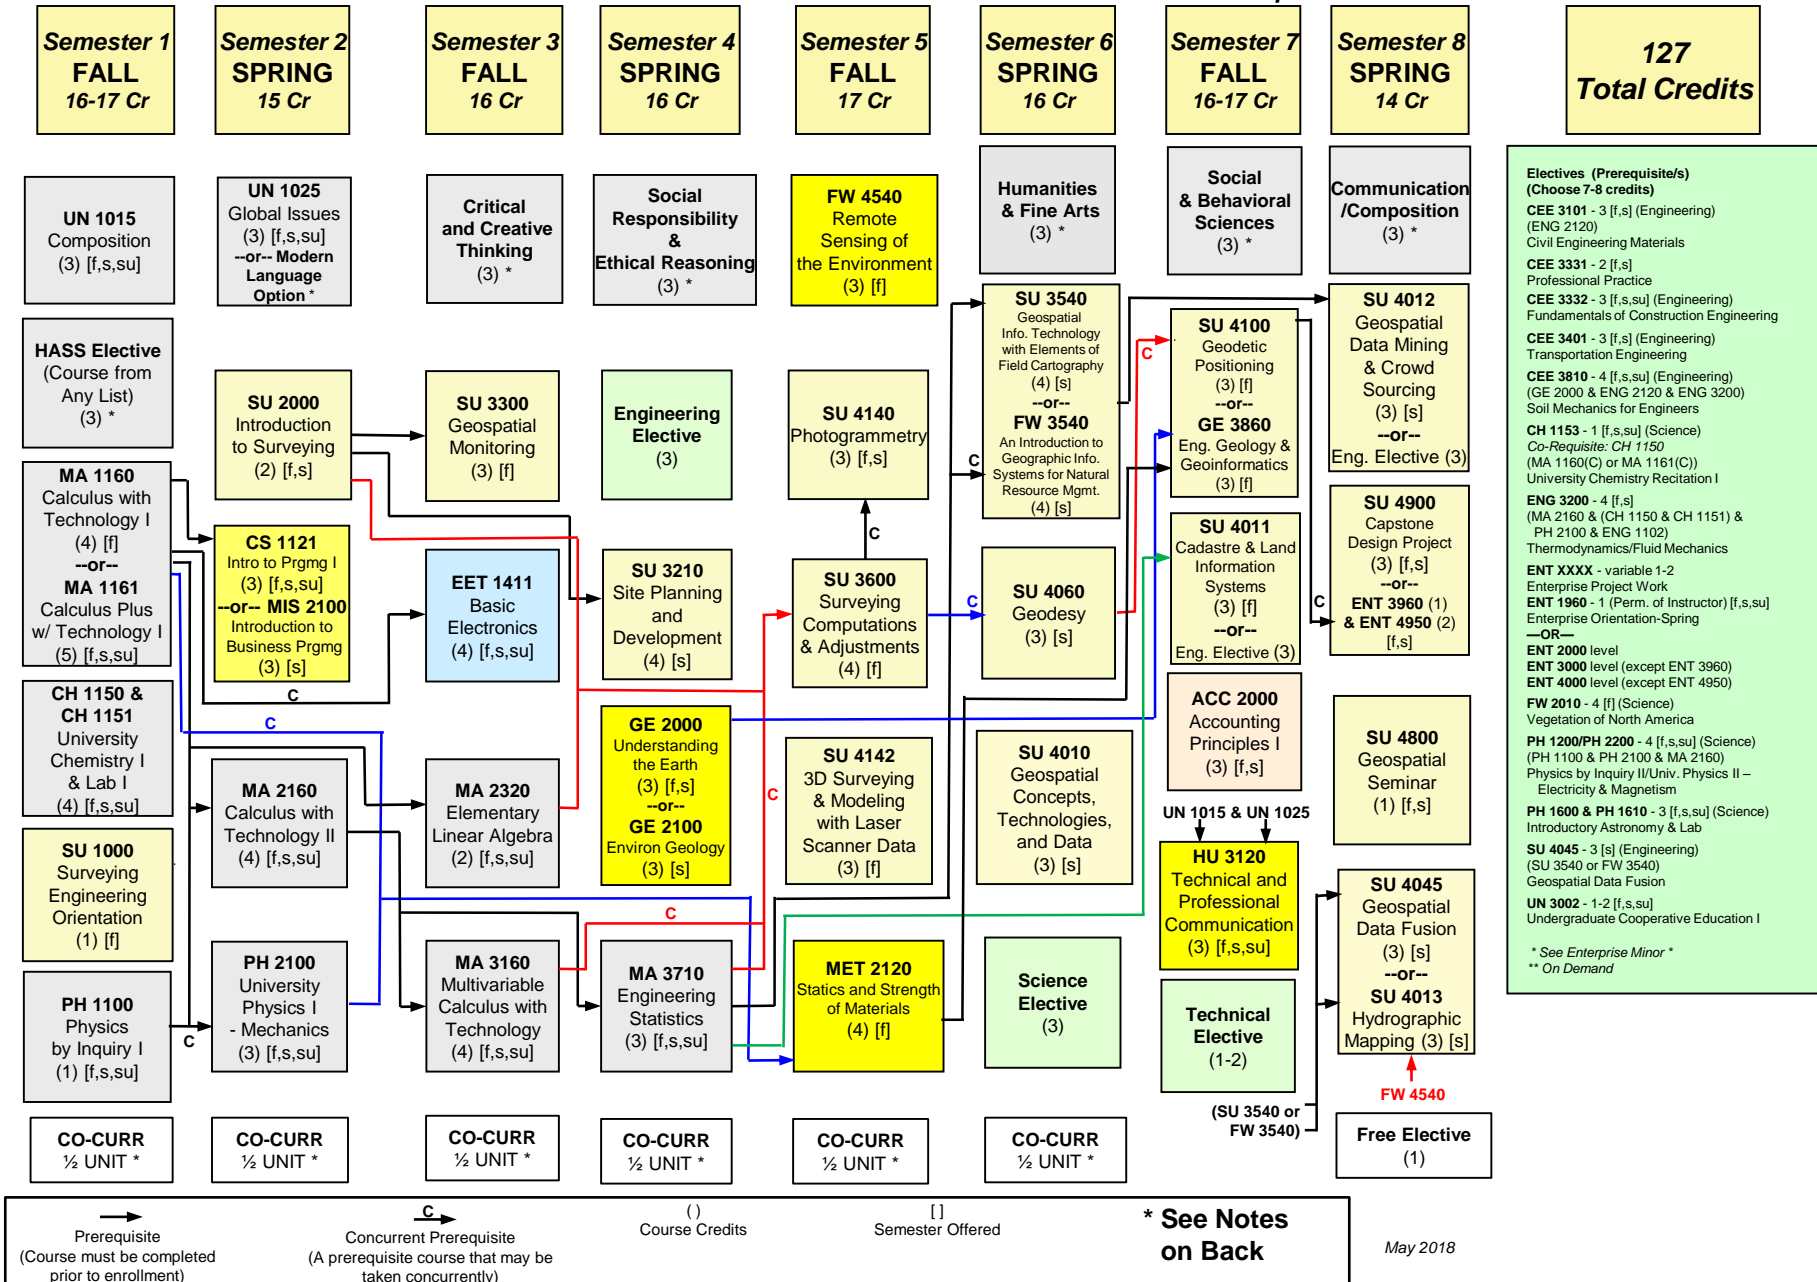 Semester 1
FALL
16-17 Cr
Semester 2
SPRING
15 Cr
Semester 3
FALL
16 Cr
Semester 4
SPRING
16 Cr
Semester 5
FALL
17 Cr
Semester 6
SPRING
16 Cr
Semester 7
FALL
16-17 Cr
Semester 8
SPRING
14 Cr
127
Total Credits
UN 1015
Composition
(3) [f,s,su]
HASS Elective
(Course from
Any List)
(3) *
MA 1160
Calculus with
Technology I
(4) [f]
--or--
MA 1161
Calculus Plus
w/ Technology I
(5) [f,s,su]
CH 1150 &
CH 1151
University
Chemistry I
& Lab I
(4) [f,s,su]
SU 1000
Surveying
Engineering
Orientation
(1) [f]
PH 1100
Physics
by Inquiry I
(1) [f,s,su]
CO-CURR
½ UNIT *
UN 1025
Global Issues
(3) [f,s,su]
--or-- Modern
Language
Option *
SU 2000
Introduction
to Surveying
(2) [f,s]
CS 1121
Intro to Prgmg I
(3) [f,s,su]
--or-- MIS 2100
Introduction to
Business Prgmg
(3) [s]
C
C
MA 2160
Calculus with
Technology II
(4) [f,s,su]
PH 2100
University
Physics I
- Mechanics
(3) [f,s,su]
C
CO-CURR
½ UNIT *
Critical
and Creative
Thinking
(3) *
SU 3300
Geospatial
Monitoring
(3) [f]
EET 1411
Basic
Electronics
(4) [f,s,su]
MA 2320
Elementary
Linear Algebra
(2) [f,s,su]
MA 3160
Multivariable
Calculus with
Technology
(4) [f,s,su]
CO-CURR
½ UNIT *
Social
Responsibility
&
Ethical Reasoning
(3) *
Engineering
Elective
(3)
SU 3210
Site Planning
and
Development
(4) [s]
GE 2000
Understanding
the Earth
(3) [f,s]
--or--
GE 2100
Environ Geology
(3) [s]
C
MA 3710
Engineering
Statistics
(3) [f,s,su]
CO-CURR
½ UNIT *
FW 4540
Remote
Sensing of
the Environment
(3) [f]
SU 4140
Photogrammetry
(3) [f,s]
C
SU 3600
Surveying
Computations
& Adjustments
(4) [f]
C
C
SU 4142
3D Surveying
& Modeling
with Laser
Scanner Data
(3) [f]
MET 2120
Statics and Strength
of Materials
(4) [f]
CO-CURR
½ UNIT *
Humanities
& Fine Arts
(3) *
SU 3540
Geospatial
Info. Technology
with Elements of
Field Cartography
(4) [s]
--or--
FW 3540
An Introduction to
Geographic Info.
Systems for Natural
Resource Mgmt.
(4) [s]
C
C
SU 4060
Geodesy
(3) [s]
SU 4010
Geospatial
Concepts,
Technologies,
and Data
(3) [s]
Science
Elective
(3)
CO-CURR
½ UNIT *
Social
& Behavioral
Sciences
(3) *
C
SU 4100
Geodetic
Positioning
(3) [f]
--or--
GE 3860
Eng. Geology &
Geoinformatics
(3) [f]
SU 4011
Cadastre & Land
Information
Systems
(3) [f]
--or--
Eng. Elective (3)
ACC 2000
Accounting
Principles I
(3) [f,s]
UN 1015 & UN 1025
HU 3120
Technical and
Professional
Communication
(3) [f,s,su]
Technical
Elective
(1-2)
(SU 3540 or
FW 3540)
Communication
/Composition
(3) *
SU 4012
Geospatial
Data Mining
& Crowd
Sourcing
(3) [s]
--or--
Eng. Elective (3)
C
SU 4900
Capstone
Design Project
(3) [f,s]
--or--
ENT 3960 (1)
& ENT 4950 (2)
[f,s]
SU 4800
Geospatial
Seminar
(1) [f,s]
SU 4045
Geospatial
Data Fusion
(3) [s]
--or--
SU 4013
Hydrographic
Mapping (3) [s]
FW 4540
Free Elective
(1)
Electives (Prerequisite/s)
(Choose 7-8 credits)
CEE 3101 - 3 [f,s] (Engineering)
(ENG 2120)
Civil Engineering Materials
CEE 3331 - 2 [f,s]
Professional Practice
CEE 3332 - 3 [f,s,su] (Engineering)
Fundamentals of Construction Engineering
CEE 3401 - 3 [f,s] (Engineering)
Transportation Engineering
CEE 3810 - 4 [f,s,su] (Engineering)
(GE 2000 & ENG 2120 & ENG 3200)
Soil Mechanics for Engineers
CH 1153 - 1 [f,s,su] (Science)
Co-Requisite: CH 1150
(MA 1160(C) or MA 1161(C))
University Chemistry Recitation I
ENG 3200 - 4 [f,s]
(MA 2160 & (CH 1150 & CH 1151) &
PH 2100 & ENG 1102)
Thermodynamics/Fluid Mechanics
ENT XXXX - variable 1-2
Enterprise Project Work
ENT 1960 - 1 (Perm. of Instructor) [f,s,su]
Enterprise Orientation-Spring
—OR—
ENT 2000 level
ENT 3000 level (except ENT 3960)
ENT 4000 level (except ENT 4950)
FW 2010 - 4 [f] (Science)
Vegetation of North America
PH 1200/PH 2200 - 4 [f,s,su] (Science)
(PH 1100 & PH 2100 & MA 2160)
Physics by Inquiry II/Univ. Physics II –
Electricity & Magnetism
PH 1600 & PH 1610 - 3 [f,s,su] (Science)
Introductory Astronomy & Lab
SU 4045 - 3 [s] (Engineering)
(SU 3540 or FW 3540)
Geospatial Data Fusion
UN 3002 - 1-2 [f,s,su]
Undergraduate Cooperative Education I
* See Enterprise Minor *
** On Demand
Prerequisite
(Course must be completed
prior to enrollment)
C
Concurrent Prerequisite
(A prerequisite course that may be
taken concurrently)
( )
Course Credits
[ ]
Semester Offered
* See Notes
on Back
May 2018